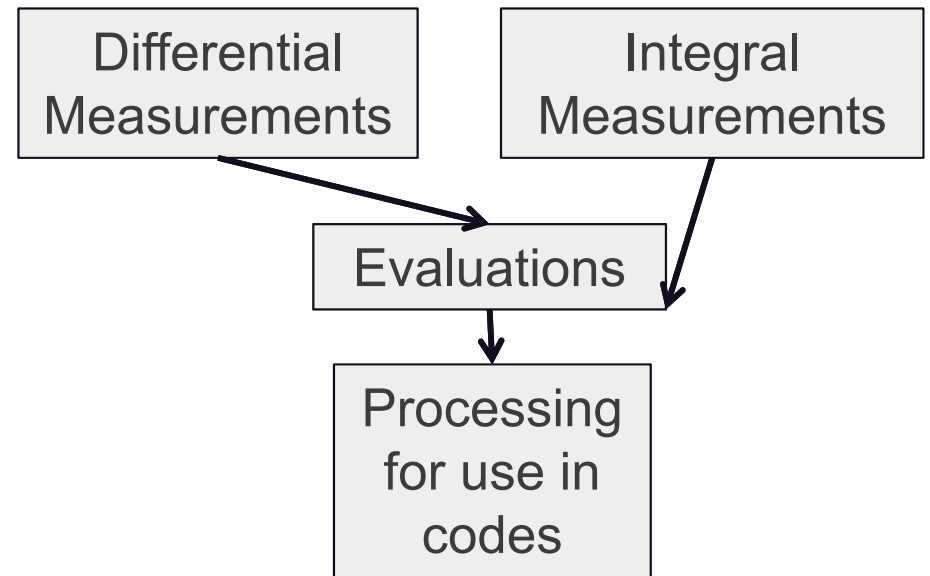 Differential
Measurements
Integral
Measurements
Evaluations
Processing
for use in
codes